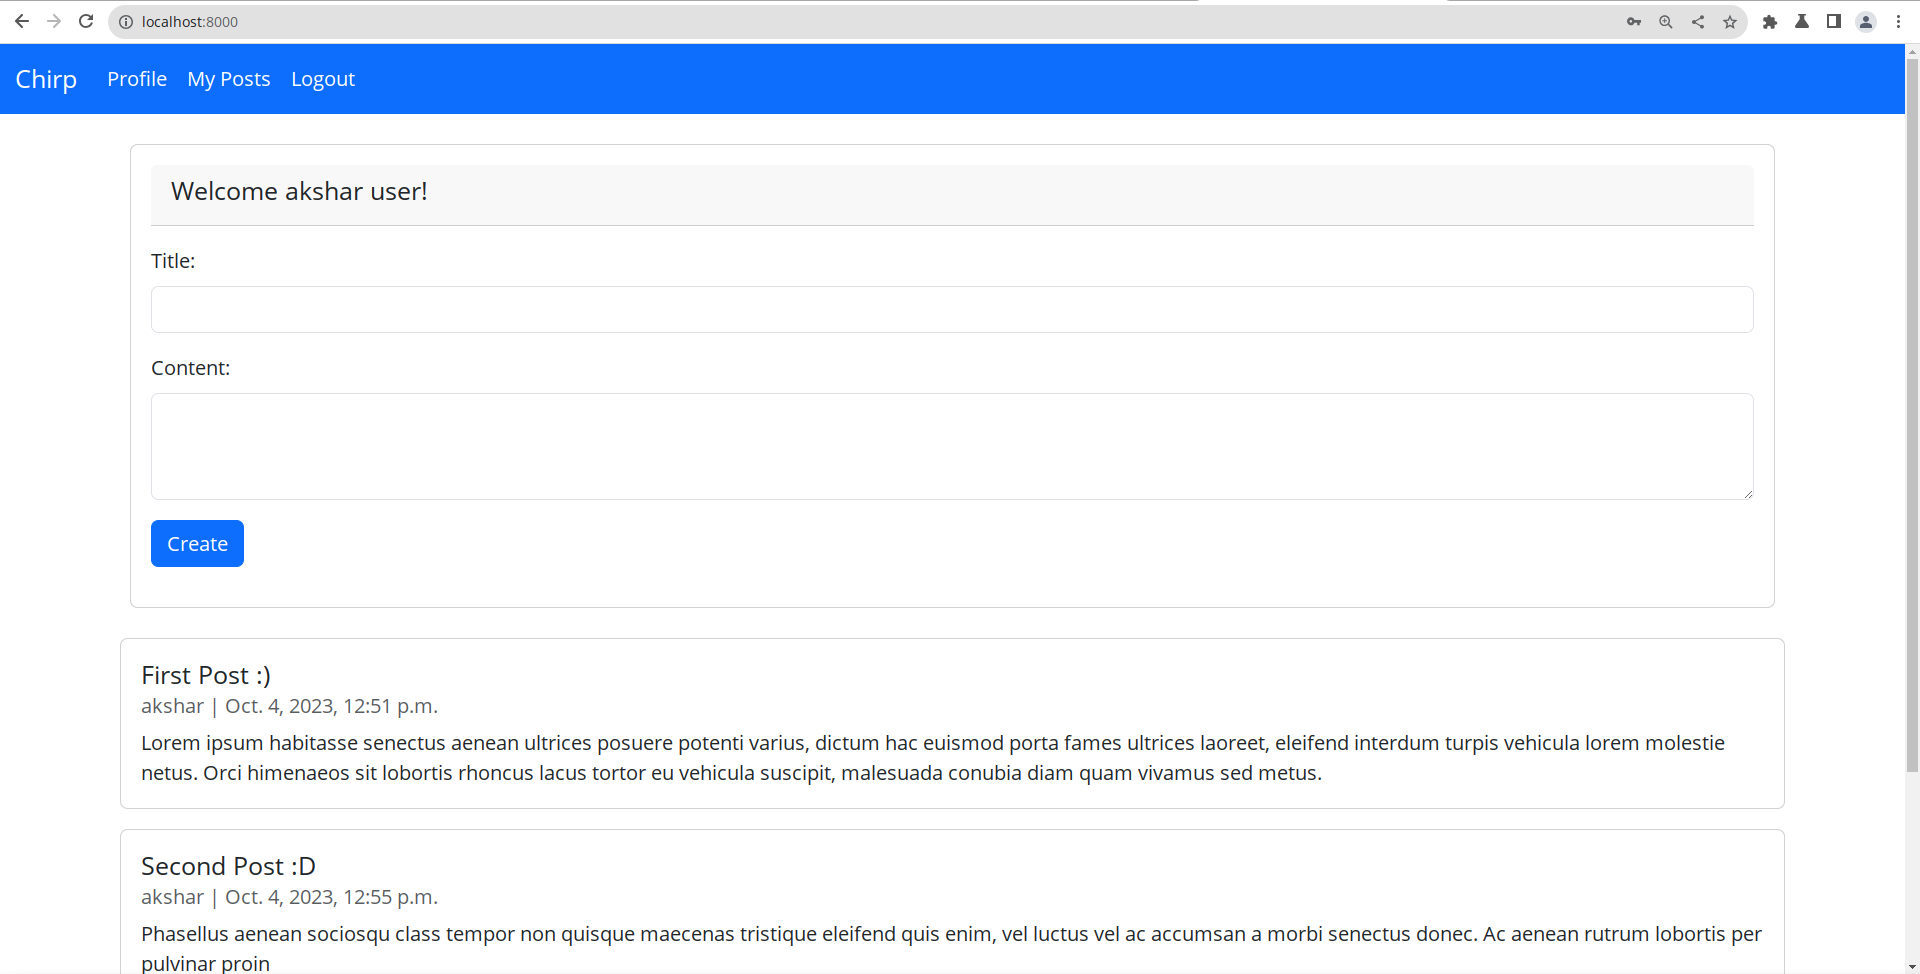 localhost:8000
Chirp Profile My Posts Logout
Welcome akshar user!
Title:
Content:
Create
First Post :)
akshar | Oct. 4, 2023, 12:51 p.m.
Lorem ipsum habitasse senectus aenean ultrices posuere potenti varius, dictum hac euismod porta fames ultrices laoreet, eleifend interdum turpis vehicula lorem molestie
netus. Orci himenaeos sit lobortis rhoncus lacus tortor eu vehicula suscipit, malesuada conubia diam quam vivamus sed metus.
Second Post :D
akshar | Oct. 4, 2023, 12:55 p.m.
Phasellus aenean sociosqu class tempor non quisque maecenas tristique eleifend quis enim, vel luctus vel ac accumsan a morbi senectus donec. Ac aenean rutrum lobortis per
pulvinar proin